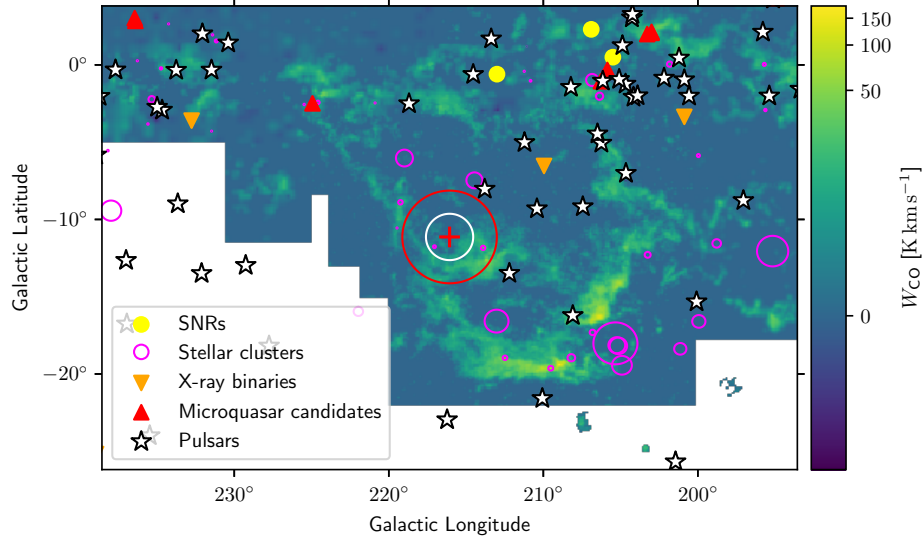 0°
−10°
−20°
Galactic Latitude
230°
220°
210°
200°
Galactic Longitude
SNRs
Stellar clusters
X-ray binaries
Microquasar candidates
Pulsars
150
100
50
0
WCO [K km s−1]